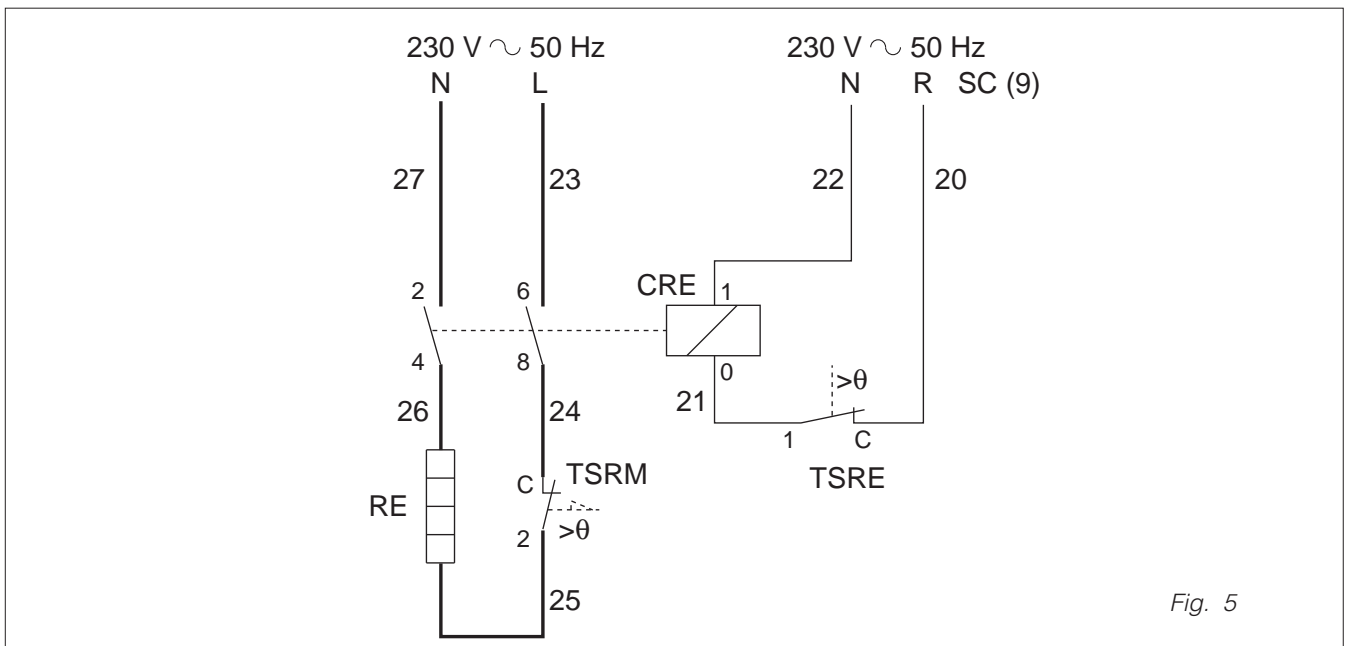 230 V ～ 50 Hz
230 V ～ 50 Hz
N
L
N
R
SC (9)
27
23
22
20
2
6
CRE
1
4
8
0
>θ
21
26
24
1
C
TSRE
C
TSRM
RE
2
>θ
25
Fig. 5